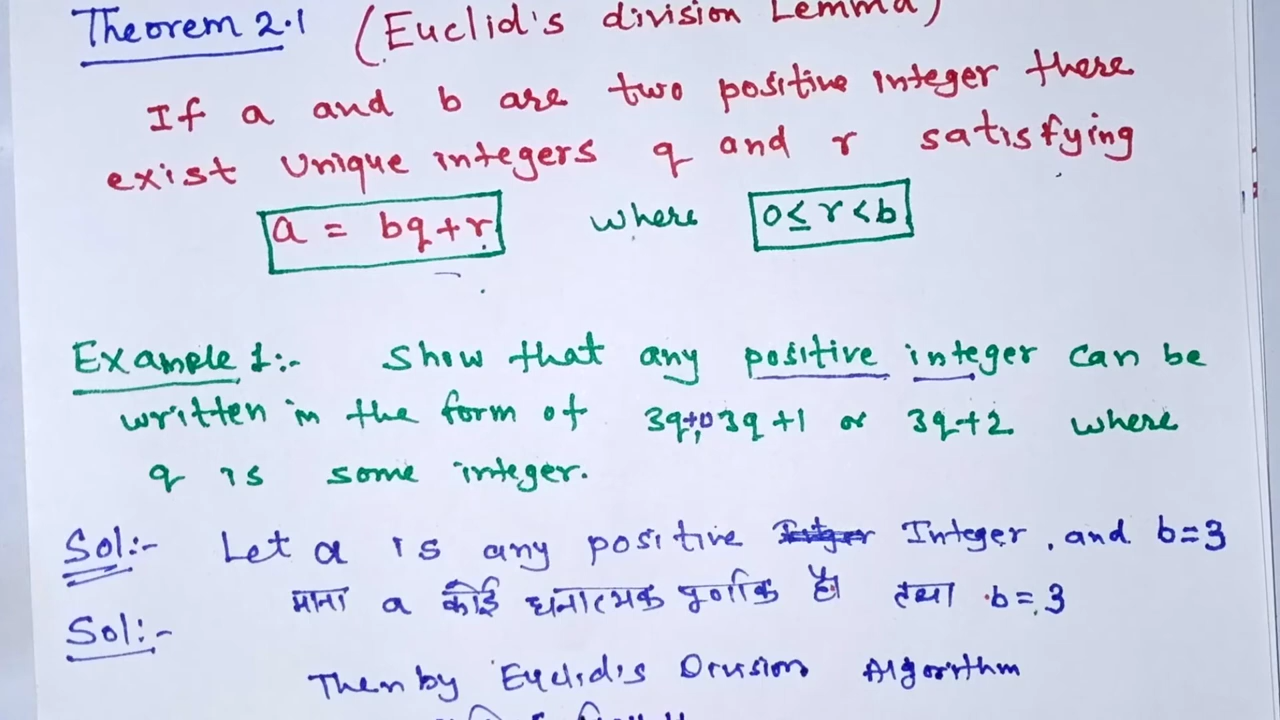 Theorem 2.1 (Euclid's division Lemma)
If a and b are two positive integer there
exist Unique integers q and r satisfying
a = bq+r where 0≤r<b
Example 1:- Show that any positive integer can be
written in the form of 3q+0, 3q+1 or 3q+2 where
q is some integer.
Sol:- Let a is any positive Integer, and b=3
माना a कोई धनात्मक पूर्णांक है। तथा b=3
Sol:-
Then by Euclid's Division Algorithm